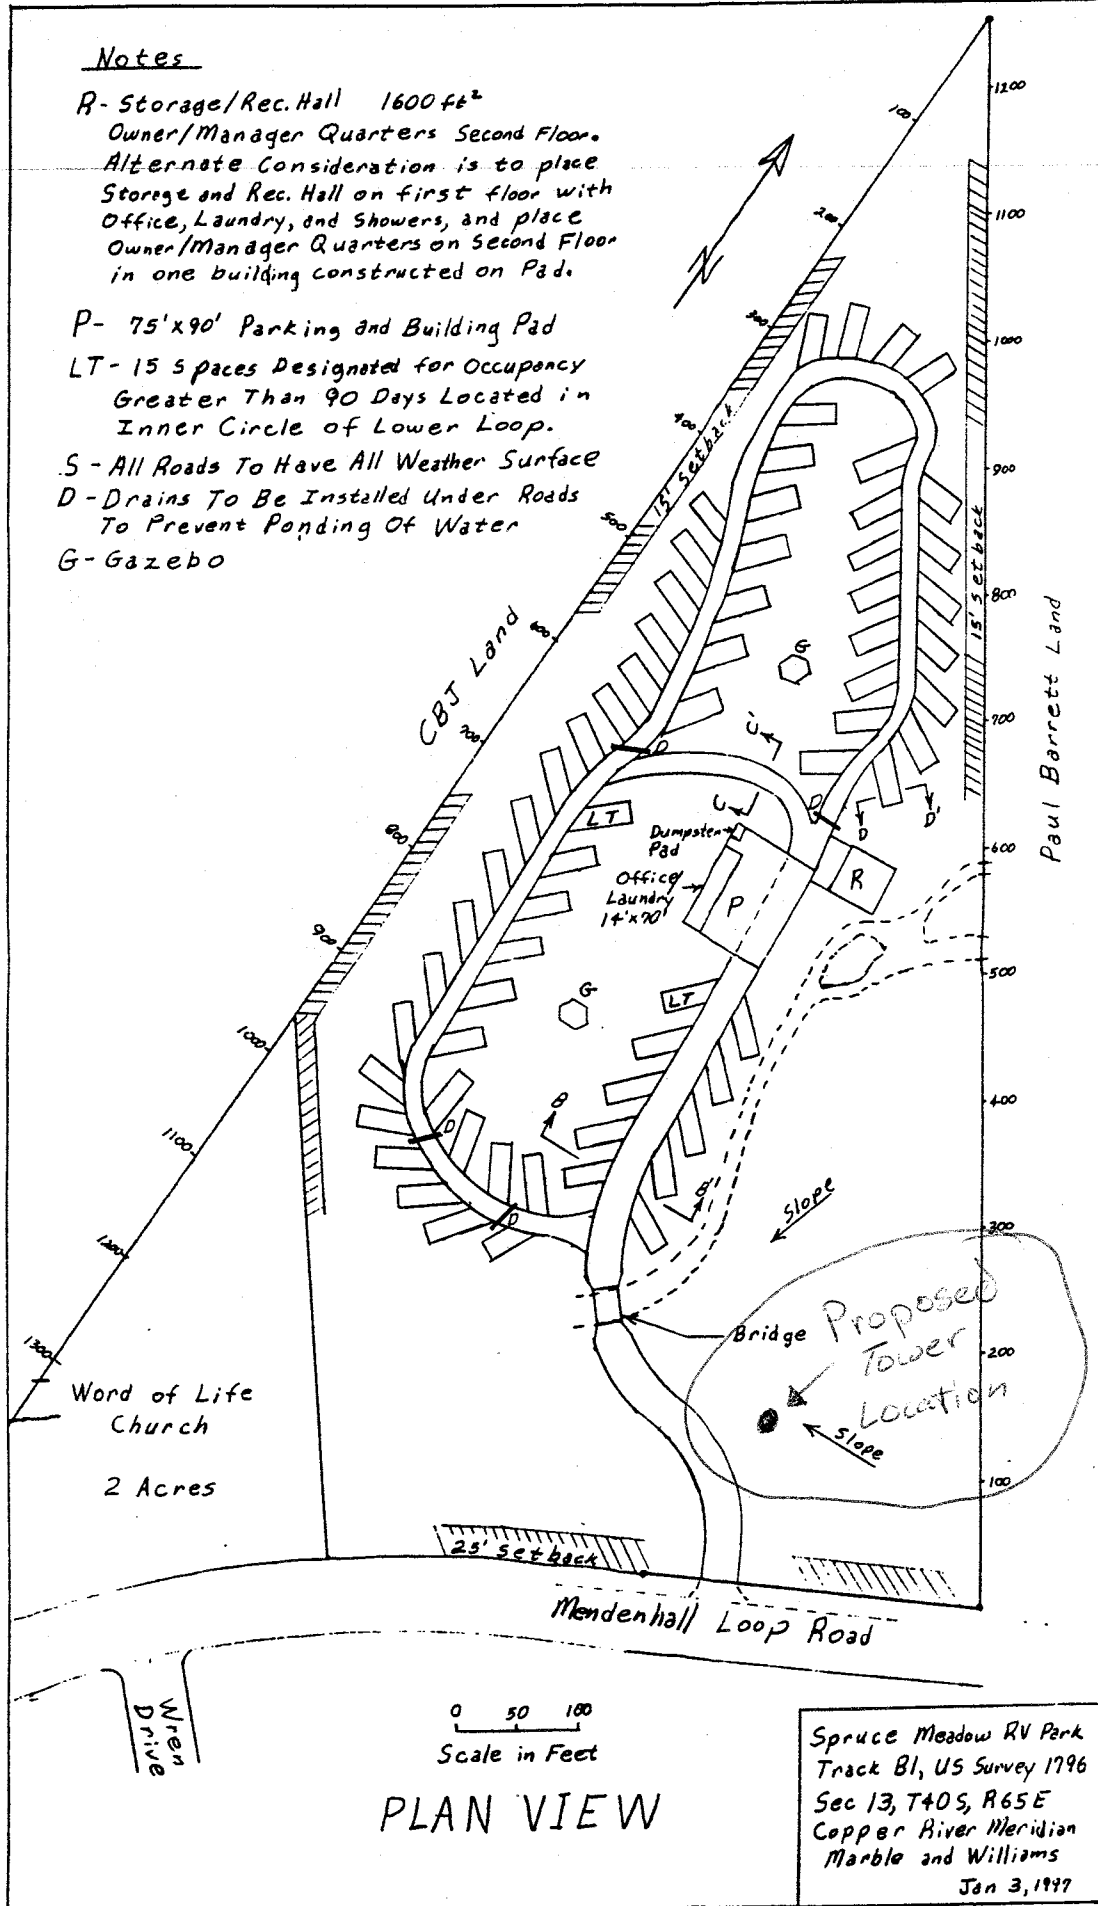 Notes
R- Storage/Rec. Hall 1600 ft²
Owner/Manager Quarters Second Floor.
Alternate Consideration is to place
Storage and Rec. Hall on first floor with
Office, Laundry, and Showers, and place
Owner/Manager Quarters on Second Floor
in one building constructed on Pad.
P- 75'x90' Parking and Building Pad
LT- 15 Spaces Designated for Occupancy
Greater Than 90 Days Located in
Inner Circle of Lower Loop.
S - All Roads To Have All Weather Surface
D - Drains To Be Installed Under Roads
To Prevent Ponding Of Water
G- Gazebo
N
100
200
300
400
500
600
700
800
900
1000
1100
1200
1300
15' setback
CBJ Land
1200
1100
1000
900
800
700
600
500
400
300
200
100
15' setback
Paul Barrett Land
G
C'
D
C
D
D
D'
LT
Dumpster
Pad
Office
Laundry
14'x70'
P
R
G
LT
B
D
B'
D
Slope
Bridge
Proposed
Tower
Location
Slope
Word of Life
Church
2 Acres
25' setback
Mendenhall Loop Road
Wren
Drive
0 50 100
Scale in Feet
PLAN VIEW
Spruce Meadow RV Park
Track B1, US Survey 1796
Sec 13, T40S, R65E
Copper River Meridian
Marble and Williams
Jan 3, 1997